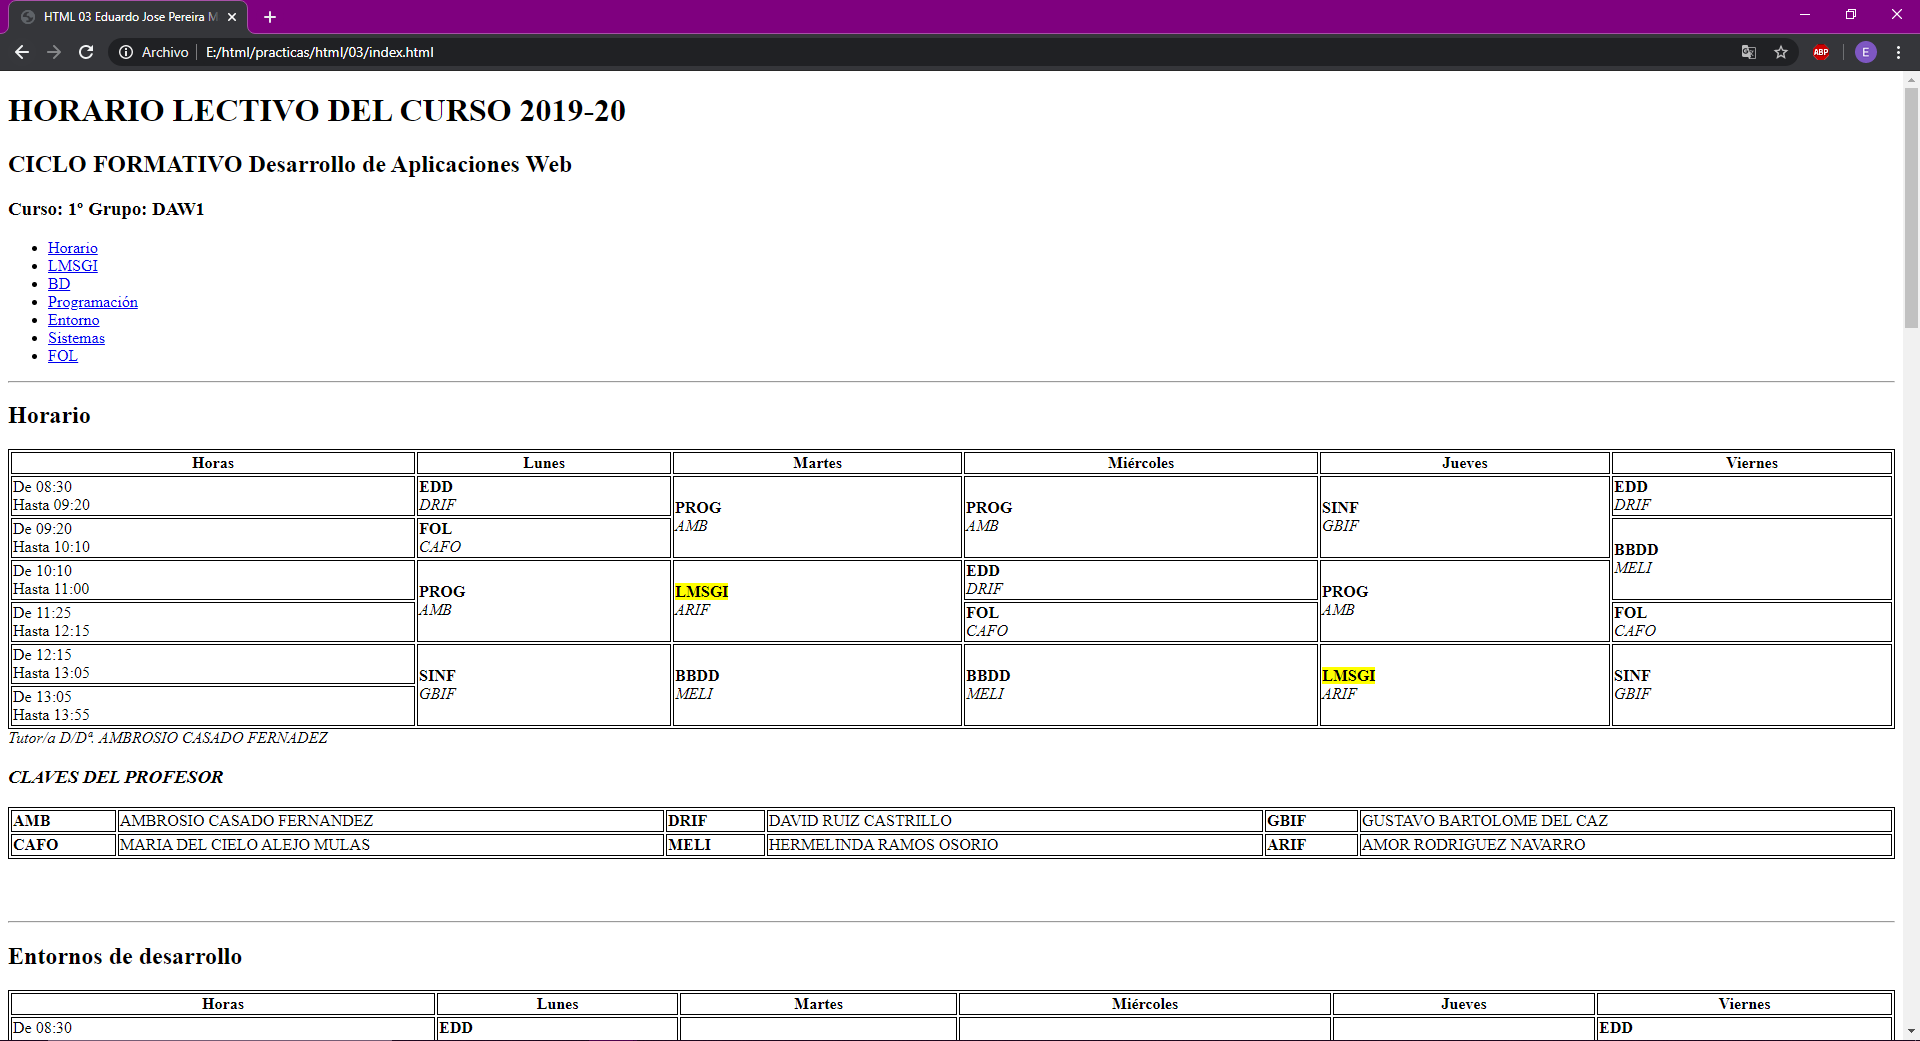 HTML 03 Eduardo Jose Pereira M
Archivo E:/html/practicas/html/03/index.html
ABP
E
HORARIO LECTIVO DEL CURSO 2019-20
CICLO FORMATIVO Desarrollo de Aplicaciones Web
Curso: 1º Grupo: DAW1
Horario
LMSGI
BD
Programación
Entorno
Sistemas
FOL
Horario
Horas Lunes Martes Miércoles Jueves Viernes
De 08:30 EDD EDD
Hasta 09:20 DRIF PROG PROG SINF DRIF
De 09:20 FOL AMB AMB GBIF
Hasta 10:10 CAFO BBDD
De 10:10 EDD MELI
Hasta 11:00 PROG LMSGI DRIF PROG
De 11:25 AMB ARIF FOL AMB FOL
Hasta 12:15 CAFO CAFO
De 12:15
Hasta 13:05 SINF BBDD BBDD LMSGI SINF
De 13:05 GBIF MELI MELI ARIF GBIF
Hasta 13:55
Tutor/a D/Dª. AMBROSIO CASADO FERNADEZ
CLAVES DEL PROFESOR
AMB AMBROSIO CASADO FERNANDEZ DRIF DAVID RUIZ CASTRILLO GBIF GUSTAVO BARTOLOME DEL CAZ
CAFO MARIA DEL CIELO ALEJO MULAS MELI HERMELINDA RAMOS OSORIO ARIF AMOR RODRIGUEZ NAVARRO
Entornos de desarrollo
Horas Lunes Martes Miércoles Jueves Viernes
De 08:30 EDD EDD